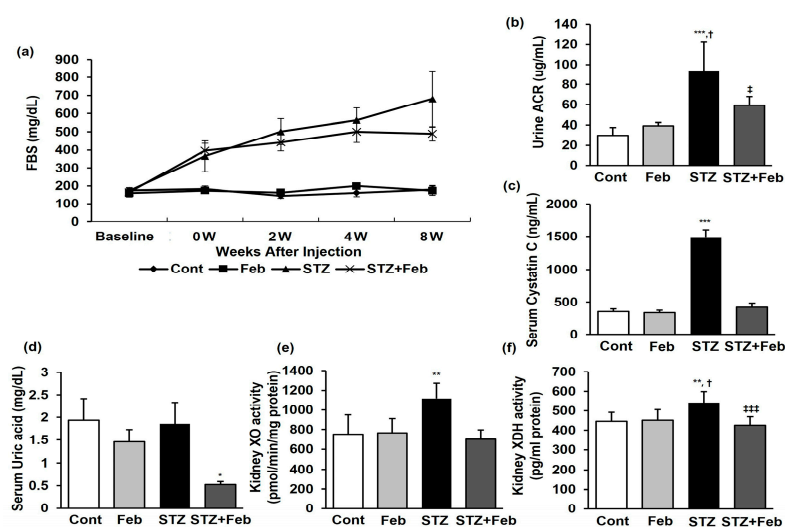 (a)
FBS (mg/dL)
900
800
700
600
500
400
300
200
100
0
Baseline 0W 2W 4W 8W
Weeks After Injection
Cont Feb STZ STZ+Feb
(b)
Urine ACR (ug/mL)
140
120
100
80
60
40
20
0
***,†
‡
Cont Feb STZ STZ+Feb
(c)
Serum Cystatin C (ng/mL)
2000
1500
1000
500
0
***
Cont Feb STZ STZ+Feb
(d)
Serum Uric acid (mg/dL)
3
2.5
2
1.5
1
0.5
0
*
Cont Feb STZ STZ+Feb
(e)
Kidney XO activity
(pmol/min/mg protein)
1400
1200
1000
800
600
400
200
0
**
Cont Feb STZ STZ+Feb
(f)
Kidney XDH activity
(pg/ml protein)
700
600
500
400
300
200
100
0
**, †
‡‡‡
Cont Feb STZ STZ+Feb